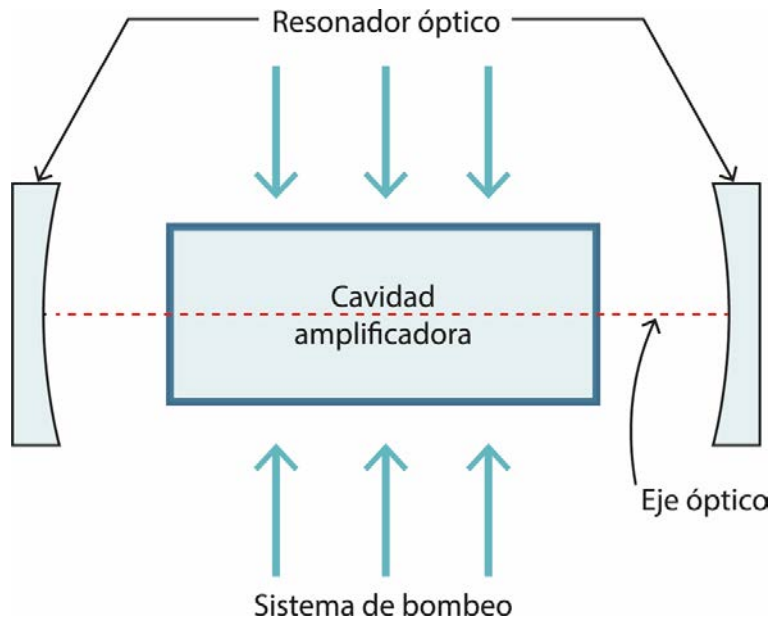 Resonador óptico
Cavidad
amplificadora
Eje óptico
Sistema de bombeo